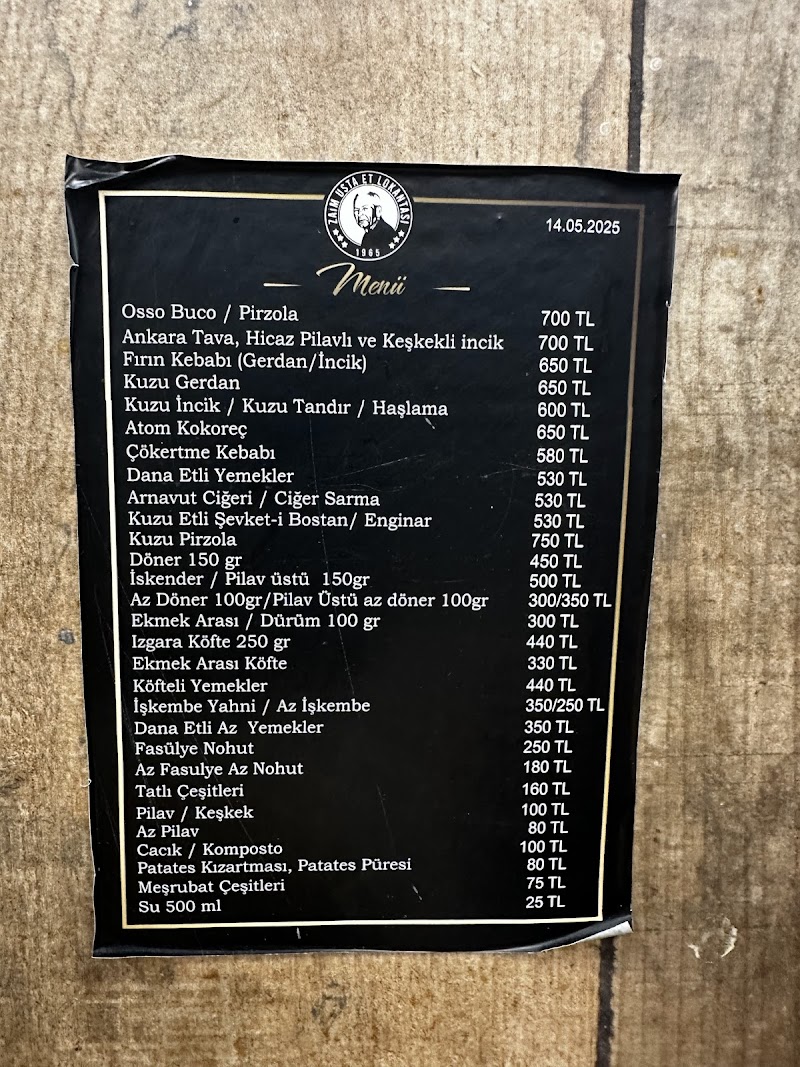 ZAİM USTA ET LOKANTASI
1965
14.05.2025
Menü
Osso Buco / Pirzola 700 TL
Ankara Tava, Hicaz Pilavlı ve Keşkekli incik 700 TL
Fırın Kebabı (Gerdan/İncik) 650 TL
Kuzu Gerdan 650 TL
Kuzu İncik / Kuzu Tandır / Haşlama 600 TL
Atom Kokoreç 650 TL
Çökertme Kebabı 580 TL
Dana Etli Yemekler 530 TL
Arnavut Ciğeri / Ciğer Sarma 530 TL
Kuzu Etli Şevket-i Bostan/ Enginar 530 TL
Kuzu Pirzola 750 TL
Döner 150 gr 450 TL
İskender / Pilav üstü 150gr 500 TL
Az Döner 100gr/Pilav Üstü az döner 100gr 300/350 TL
Ekmek Arası / Dürüm 100 gr 300 TL
Izgara Köfte 250 gr 440 TL
Ekmek Arası Köfte 330 TL
Köfteli Yemekler 440 TL
İşkembe Yahni / Az İşkembe 350/250 TL
Dana Etli Az Yemekler 350 TL
Fasülye Nohut 250 TL
Az Fasulye Az Nohut 180 TL
Tatlı Çeşitleri 160 TL
Pilav / Keşkek 100 TL
Az Pilav 80 TL
Cacık / Komposto 100 TL
Patates Kızartması, Patates Püresi 80 TL
Meşrubat Çeşitleri 75 TL
Su 500 ml 25 TL